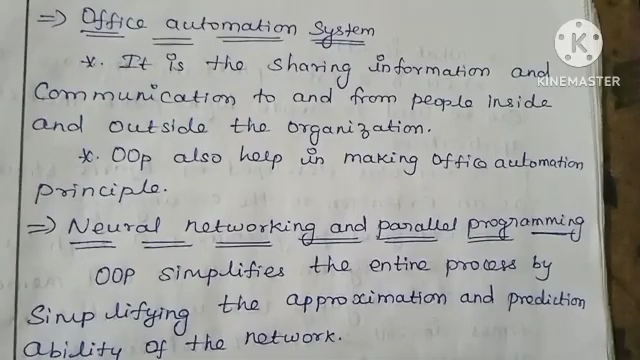 ⇒ Office automation System
*. It is the sharing information and
Communication to and from people inside
and outside the organization.
*. OOp also help in making Office automation
principle.
⇒ Neural networking and parallel programming
OOP simplifies the entire process by
Simplifying the approximation and prediction
ability of the network.
K
KINEMASTER